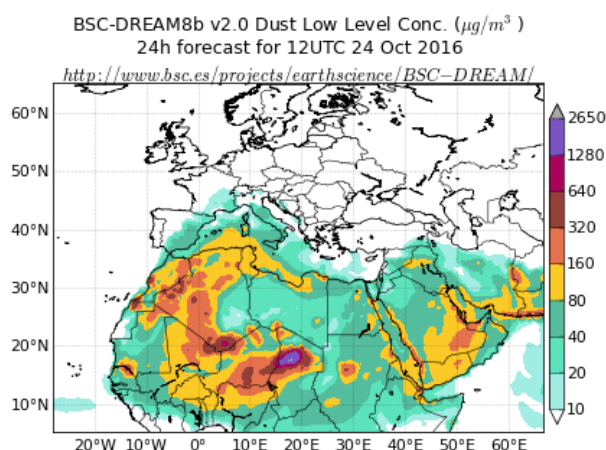 BSC-DREAM8b v2.0 Dust Low Level Conc. (μg/m³ )
24h forecast for 12UTC 24 Oct 2016
http://www.bsc.es/projects/earthscience/BSC−DREAM/
60°N
50°N
40°N
30°N
20°N
10°N
20°W 10°W 0° 10°E 20°E 30°E 40°E 50°E 60°E
2650
1280
640
320
160
80
40
20
10